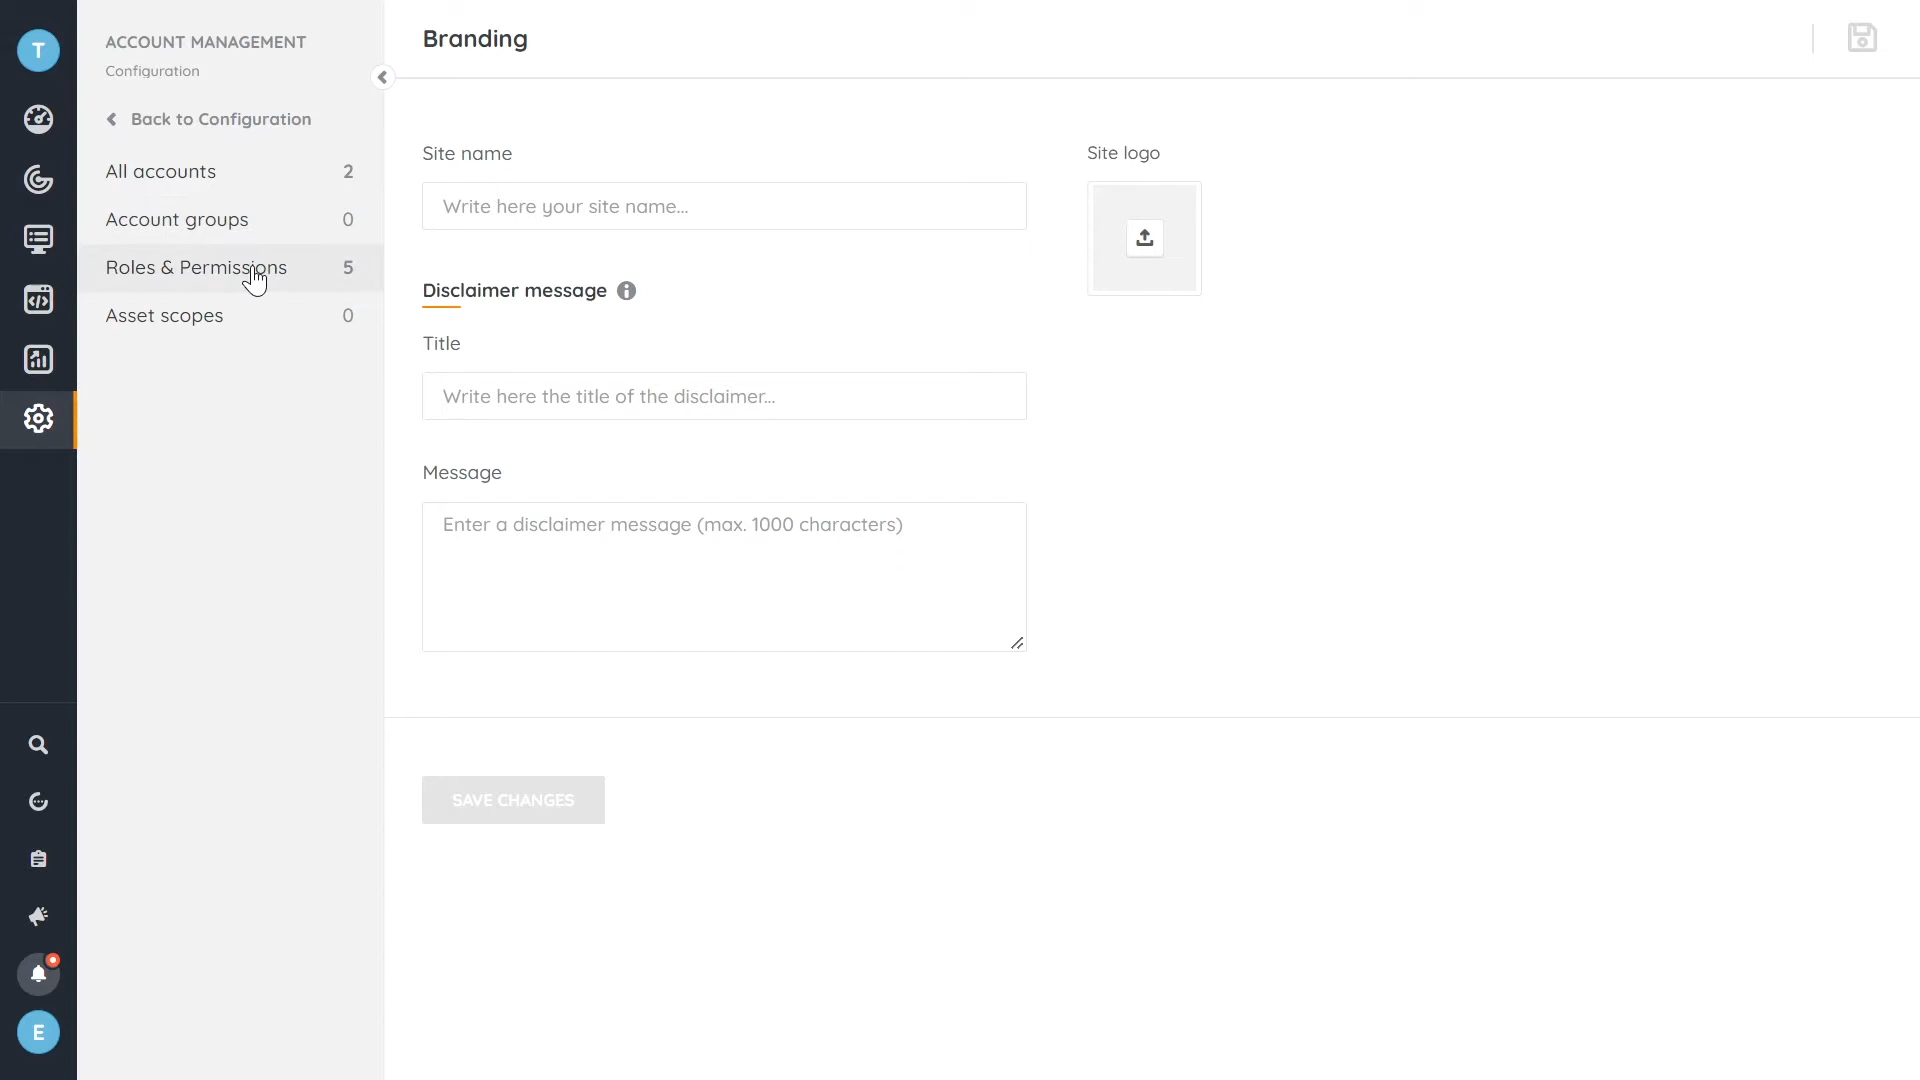 T
ACCOUNT MANAGEMENT
Configuration
Back to Configuration
All accounts 2
Account groups 0
Roles & Permissions 5
Asset scopes 0
E
Branding
Site name
Write here your site name...
Site logo
Disclaimer message
Title
Write here the title of the disclaimer...
Message
Enter a disclaimer message (max. 1000 characters)
SAVE CHANGES